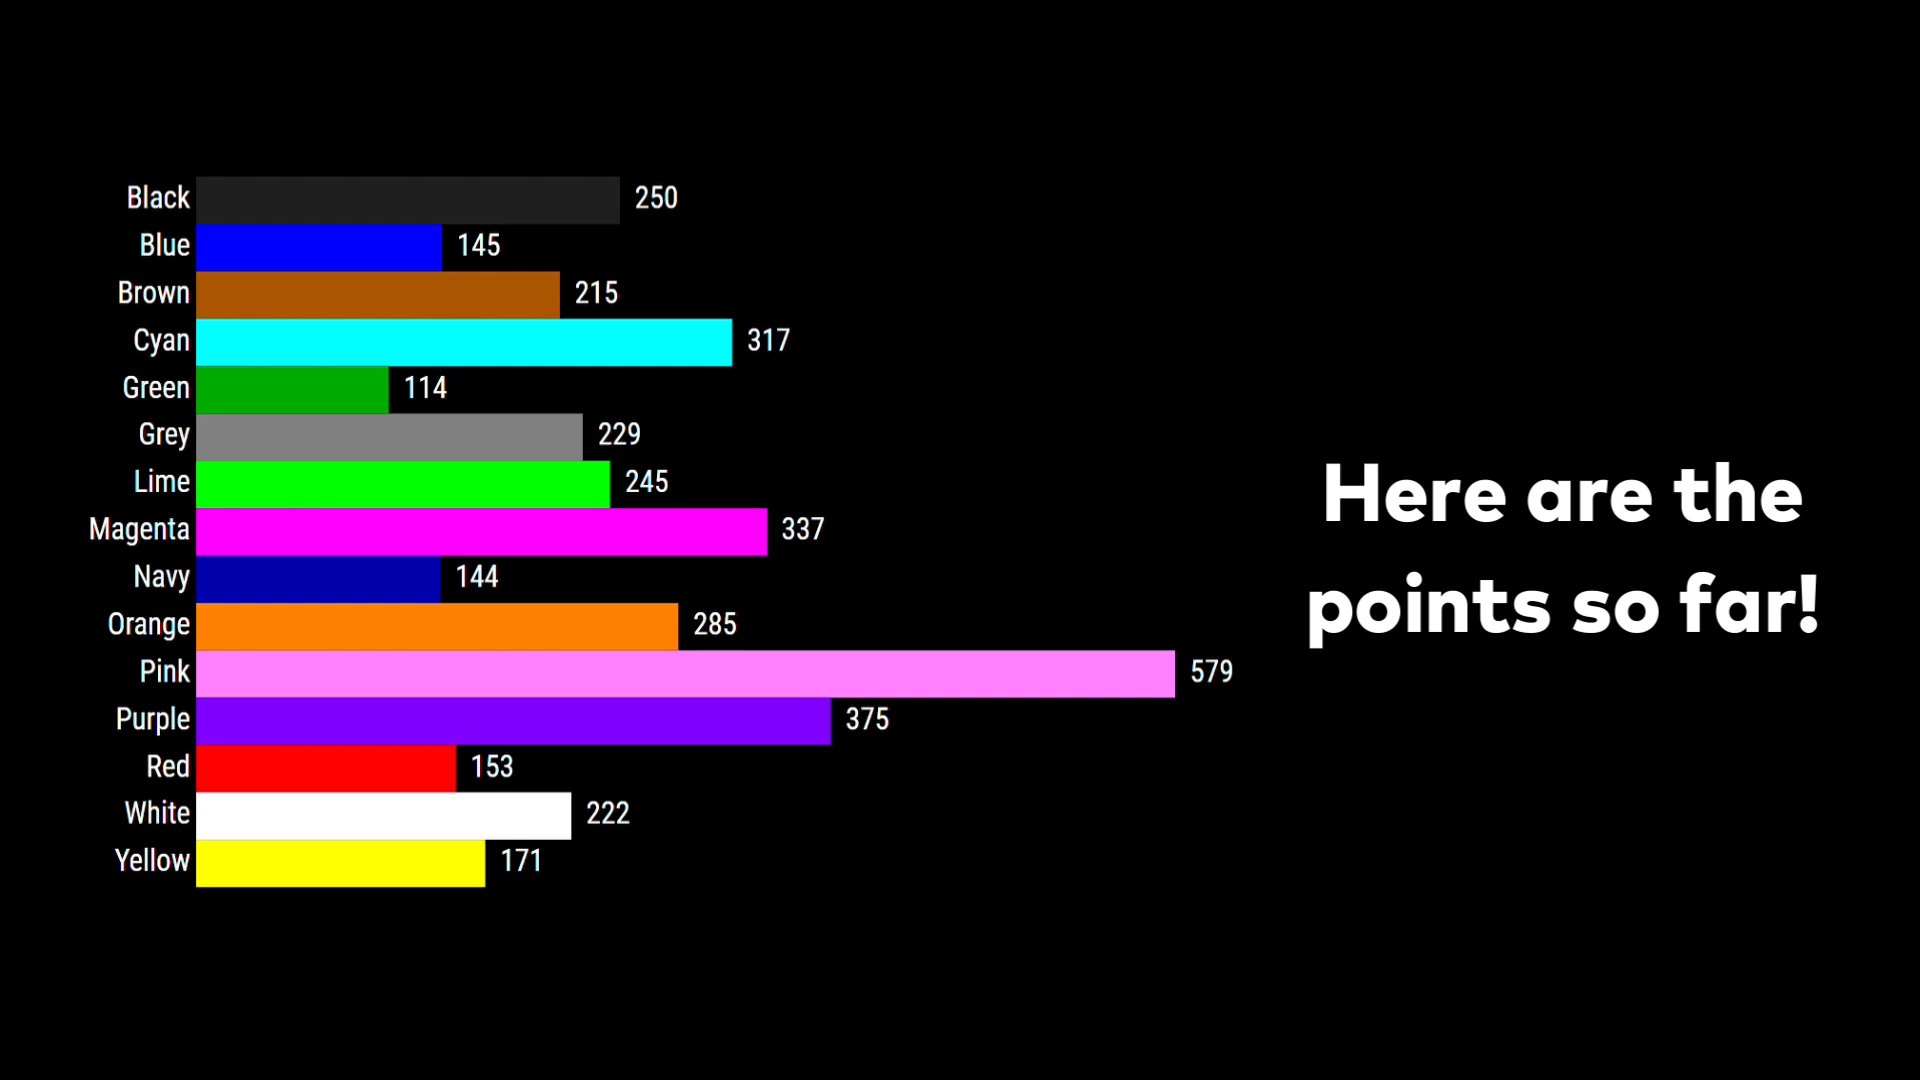 Black 250
Blue 145
Brown 215
Cyan 317
Green 114
Grey 229
Lime 245
Magenta 337
Navy 144
Orange 285
Pink 579
Purple 375
Red 153
White 222
Yellow 171
Here are the
points so far!